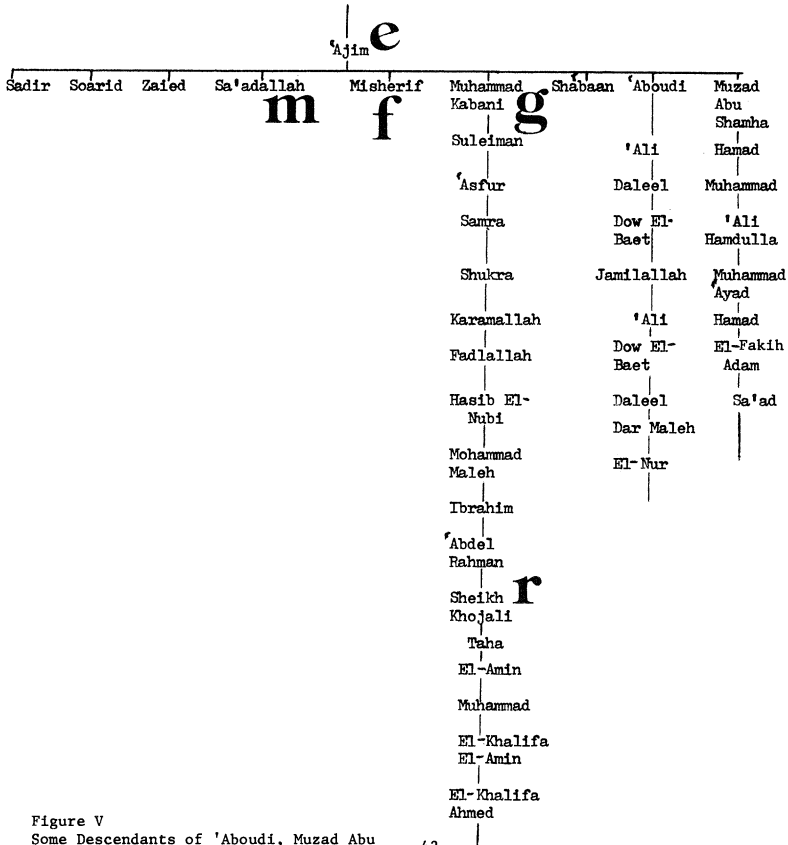 'Ajim e
Sadir Soarid Zaied Sa'adallah Misherif Muhammad Shabaan 'Aboudi Muzad
m f Kabani g Abu
Shamha
Suleiman 'Ali Hamad
'Asfur Daleel Muhammad
Samra Dow El- 'Ali
Baet Hamdulla
Shukra Jamilallah Muhammad
'Ayad
Karamallah 'Ali Hamad
Fadlallah Dow El- El-Fakih
Baet Adam
Hasib El- Daleel Sa'ad
Nubi
Dar Maleh
Mohammad El-Nur
Maleh
Ibrahim
'Abdel
Rahman
Sheikh r
Khojali
Taha
El-Amin
Muhammad
El-Khalifa
El-Amin
El-Khalifa
Ahmed
Figure V
Some Descendants of 'Aboudi, Muzad Abu